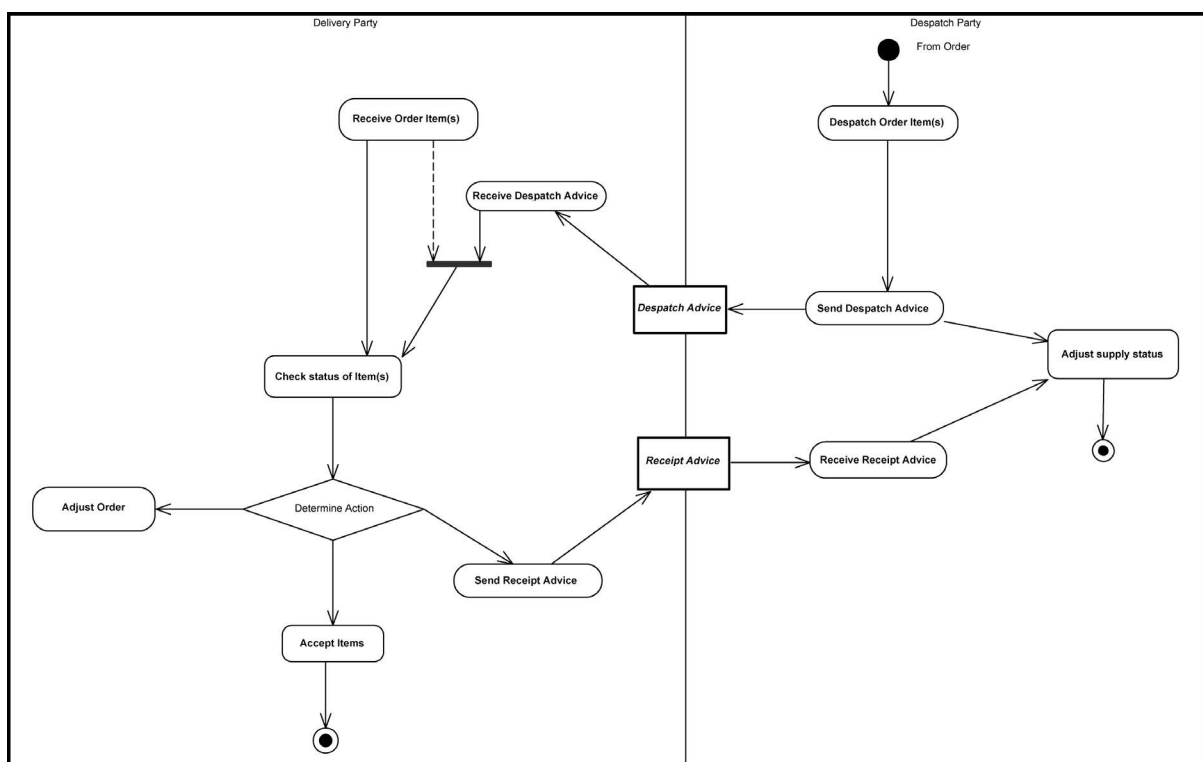 Delivery Party
Despatch Party
From Order
Receive Order Item(s)
Despatch Order Item(s)
Receive Despatch Advice
Despatch Advice
Send Despatch Advice
Adjust supply status
Check status of Item(s)
Receipt Advice
Receive Receipt Advice
Adjust Order
Determine Action
Send Receipt Advice
Accept Items